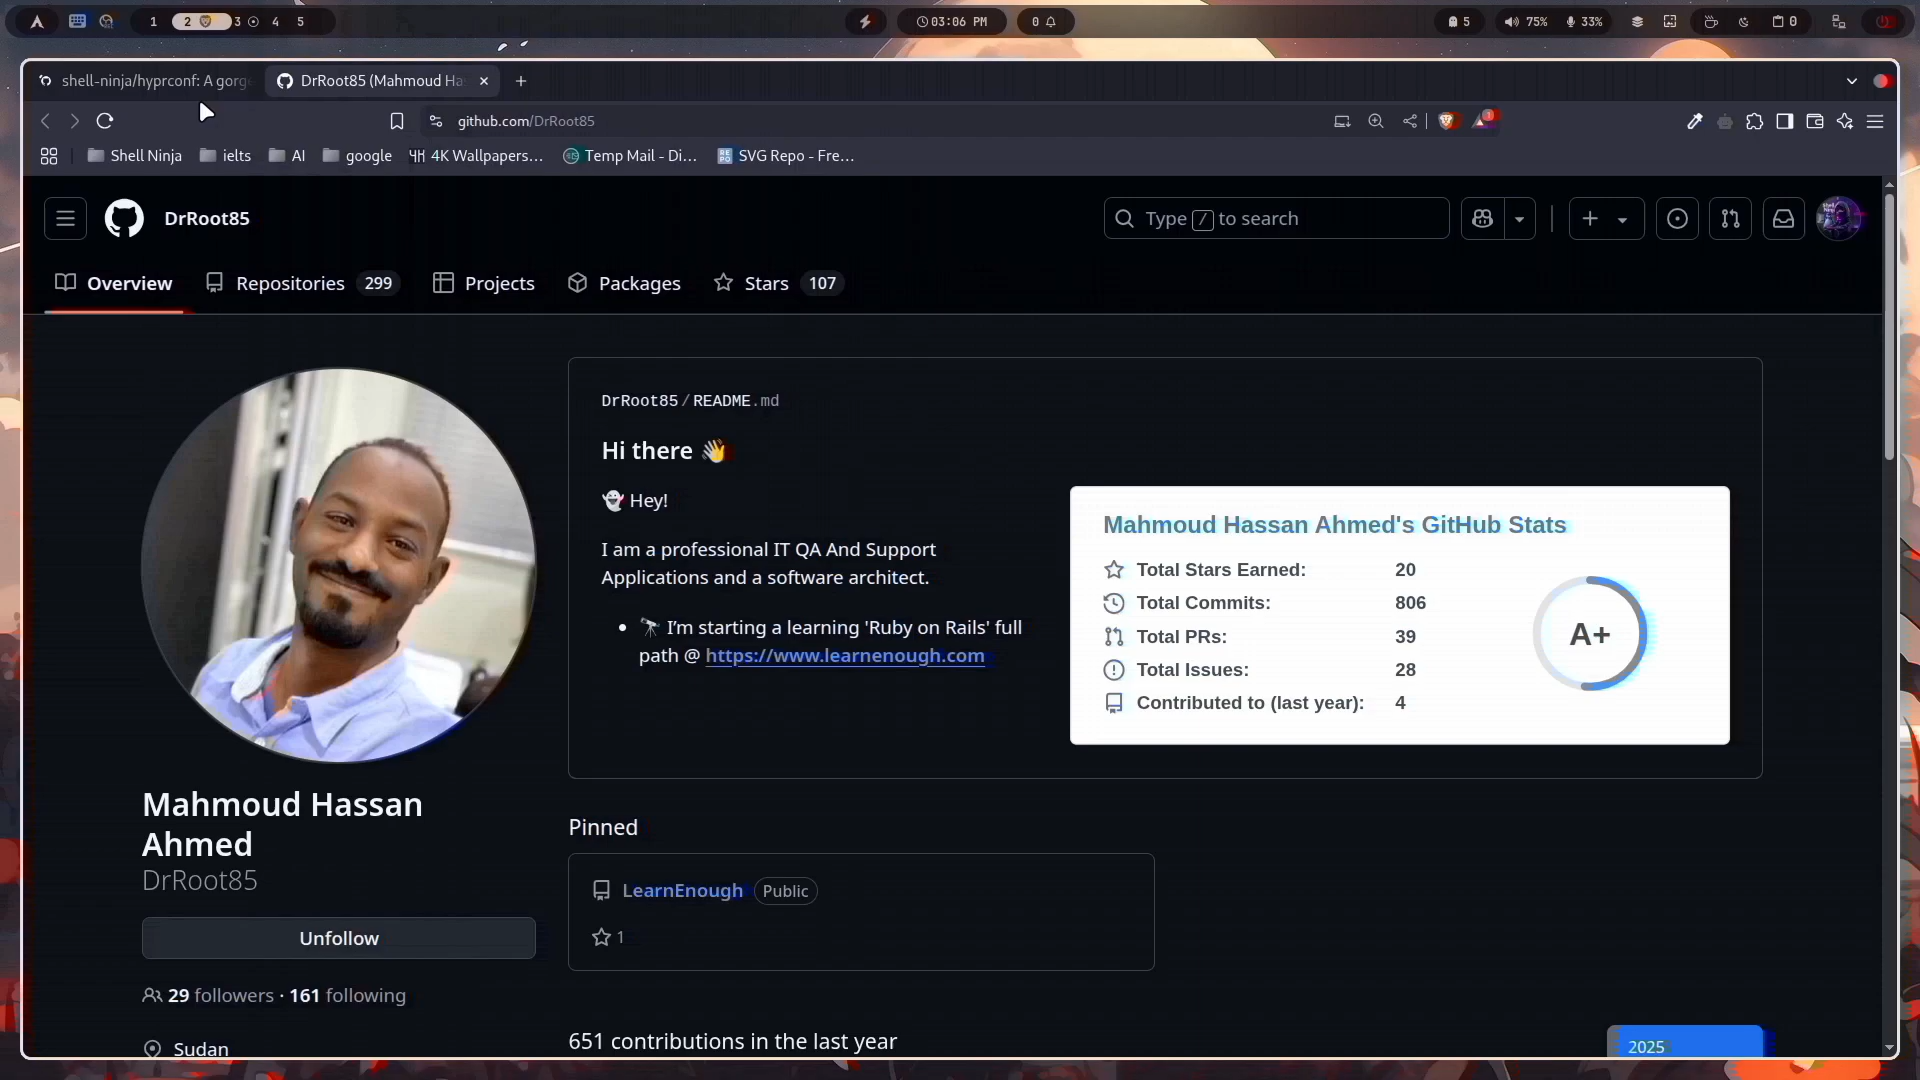 1 2 3 4 5
03:06 PM
0
5
75%
33%
0
shell-ninja/hyprconf: A gorg
DrRoot85 (Mahmoud Ha
github.com/DrRoot85
1
Shell Ninja
ielts
AI
google
4K Wallpapers...
Temp Mail - Di...
SVG Repo - Fre...
DrRoot85
Type / to search
Overview
Repositories 299
Projects
Packages
Stars 107
DrRoot85/README.md
Hi there 👋
👻 Hey!
I am a professional IT QA And Support
Applications and a software architect.
• 🔭 I’m starting a learning 'Ruby on Rails' full
path @ https://www.learnenough.com
Mahmoud Hassan Ahmed's GitHub Stats
Total Stars Earned: 20
Total Commits: 806
Total PRs: 39
Total Issues: 28
Contributed to (last year): 4
A+
Mahmoud Hassan
Ahmed
DrRoot85
Unfollow
29 followers · 161 following
Sudan
Pinned
LearnEnough Public
1
651 contributions in the last year
2025